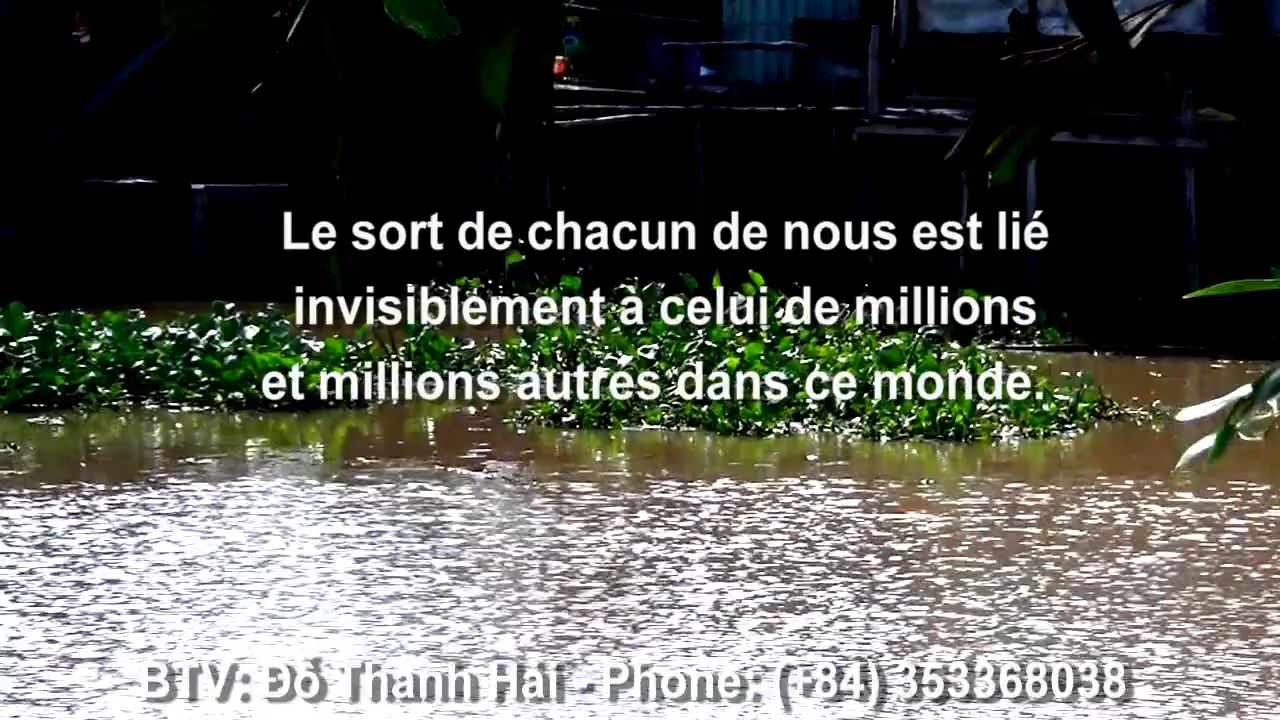 Le sort de chacun de nous est lié
invisiblement à celui de millions
et millions autres dans ce monde.
BTV: Đỗ Thanh Hải - Phone: (+84) 353368038